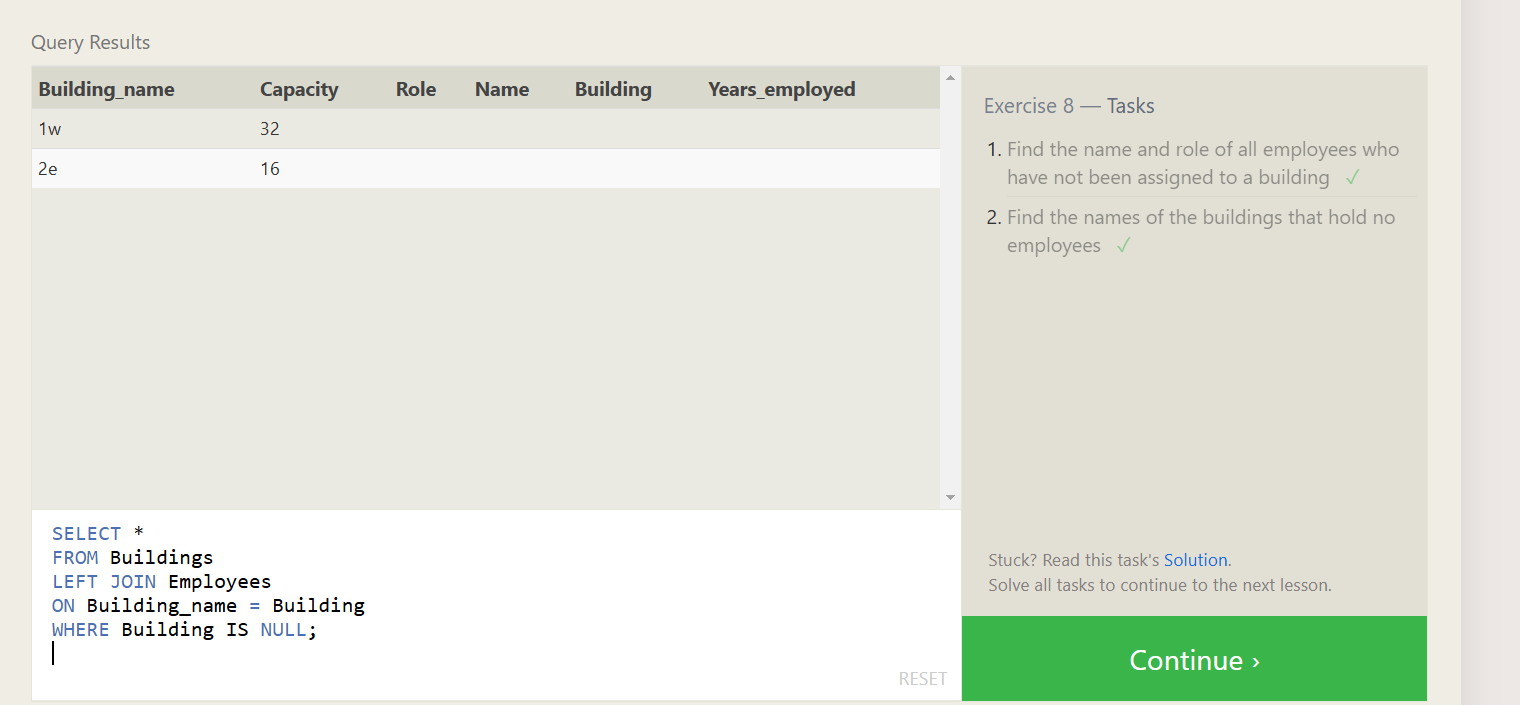 Query Results
Building_name Capacity Role Name Building Years_employed
1w 32
2e 16
SELECT *
FROM Buildings
LEFT JOIN Employees
ON Building_name = Building
WHERE Building IS NULL;
RESET
Exercise 8 — Tasks
1. Find the name and role of all employees who
have not been assigned to a building ✓
2. Find the names of the buildings that hold no
employees ✓
Stuck? Read this task's Solution.
Solve all tasks to continue to the next lesson.
Continue ›